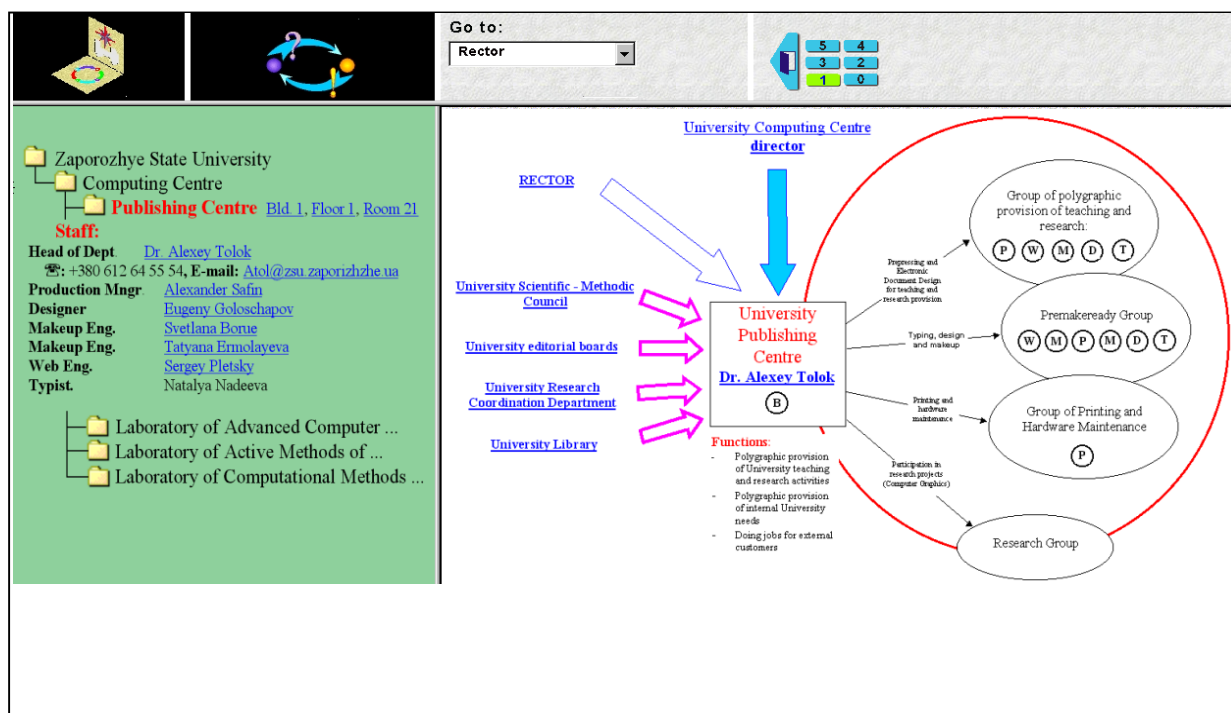 Go to:
Rector
5 4
3 2
1 0
Zaporozhye State University
Computing Centre
Publishing Centre Bld. 1, Floor 1, Room 21
Staff:
Head of Dept. Dr. Alexey Tolok
☎: +380 612 64 55 54, E-mail: Atol@zsu.zaporizhzhe.ua
Production Mngr. Alexander Safin
Designer Eugeny Goloschapov
Makeup Eng. Svetlana Borue
Makeup Eng. Tatyana Ermolayeva
Web Eng. Sergey Pletsky
Typist. Natalya Nadeeva
Laboratory of Advanced Computer ...
Laboratory of Active Methods of ...
Laboratory of Computational Methods ...
University Computing Centre
director
RECTOR
University Scientific - Methodic
Council
University editorial boards
University Research
Coordination Department
University Library
University
Publishing
Centre
Dr. Alexey Tolok
B
Functions:
- Polygraphic provision
of University teaching
and research activities
- Polygraphic provision
of internal University
needs
- Doing jobs for external
customers
Prepressing and
Electronic
Document Design
for teaching and
research provision
Typing, design
and makeup
Printing and
hardware
maintenance
Participation in
research projects
(Computer Graphics)
Group of polygraphic
provision of teaching and
research:
P W M D T
Premakeready Group
W M P M D T
Group of Printing and
Hardware Maintenance
P
Research Group